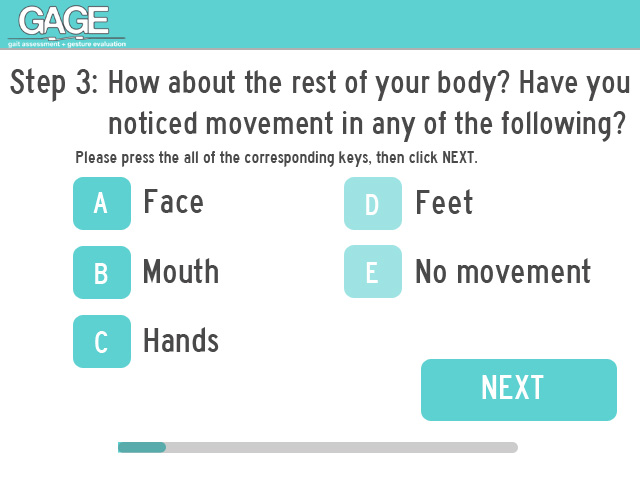 GAGE
gait assessment + gesture evaluation
Step 3: How about the rest of your body? Have you
noticed movement in any of the following?
Please press the all of the corresponding keys, then click NEXT.
A Face
B Mouth
C Hands
D Feet
E No movement
NEXT